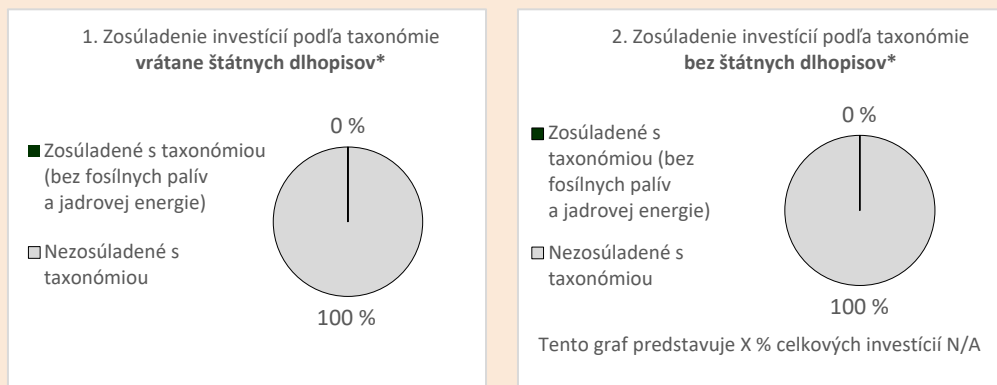 1. Zosúladenie investícií podľa taxonómie
vrátane štátnych dlhopisov*
0 %
Zosúladené s taxonómiou
(bez fosílnych palív
a jadrovej energie)
Nezosúladené s
taxonómiou
100 %
2. Zosúladenie investícií podľa taxonómie
bez štátnych dlhopisov*
0 %
Zosúladené s
taxonómiou (bez
fosílnych palív
a jadrovej energie)
Nezosúladené s
taxonómiou
100 %
Tento graf predstavuje X % celkových investícií N/A